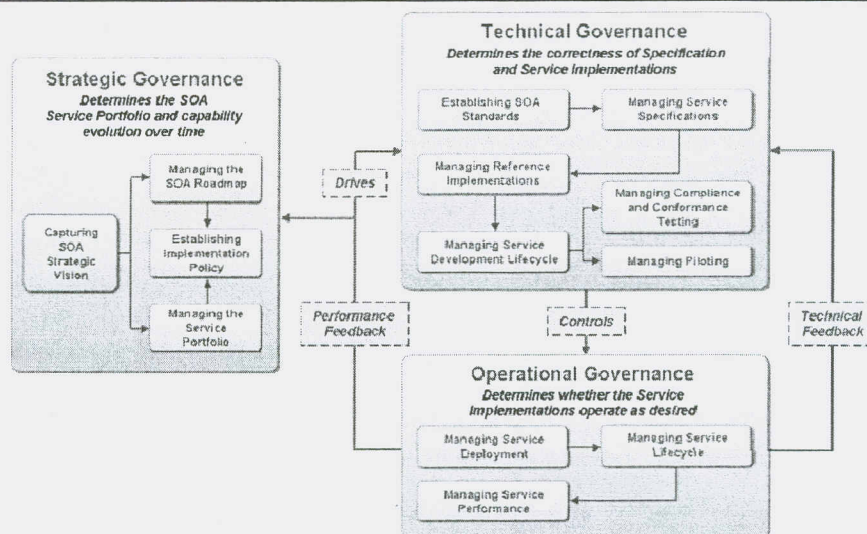 Strategic Governance
Determines the SOA
Service Portfolio and capability
evolution over time
Capturing
SOA
Strategic
Vision
Managing the
SOA Roadmap
Establishing
Implementation
Policy
Managing the
Service
Portfolio
Drives
Performance
Feedback
Technical Governance
Determines the correctness of Specification
and Service Implementations
Establishing SOA
Standards
Managing Service
Specifications
Managing Reference
Implementations
Managing Service
Development Lifecycle
Managing Compliance
and Conformance
Testing
Managing Piloting
Controls
Technical
Feedback
Operational Governance
Determines whether the Service
Implementations operate as desired
Managing Service
Deployment
Managing Service
Lifecycle
Managing Service
Performance